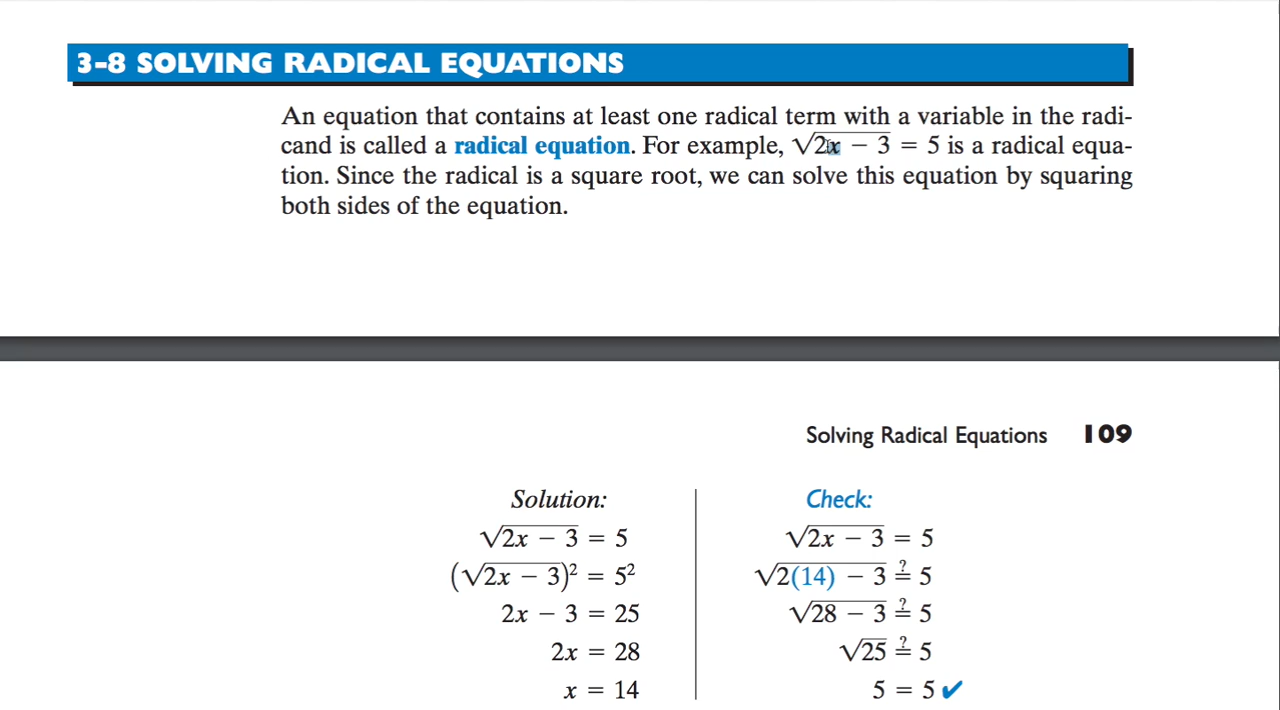 3-8 SOLVING RADICAL EQUATIONS
An equation that contains at least one radical term with a variable in the radi-
cand is called a radical equation. For example, √(2x − 3) = 5 is a radical equa-
tion. Since the radical is a square root, we can solve this equation by squaring
both sides of the equation.
Solving Radical Equations 109
Solution:
√(2x − 3) = 5
(√(2x − 3))² = 5²
2x − 3 = 25
2x = 28
x = 14
Check:
√(2x − 3) = 5
√(2(14) − 3) ≟ 5
√(28 − 3) ≟ 5
√25 ≟ 5
5 = 5 ✔